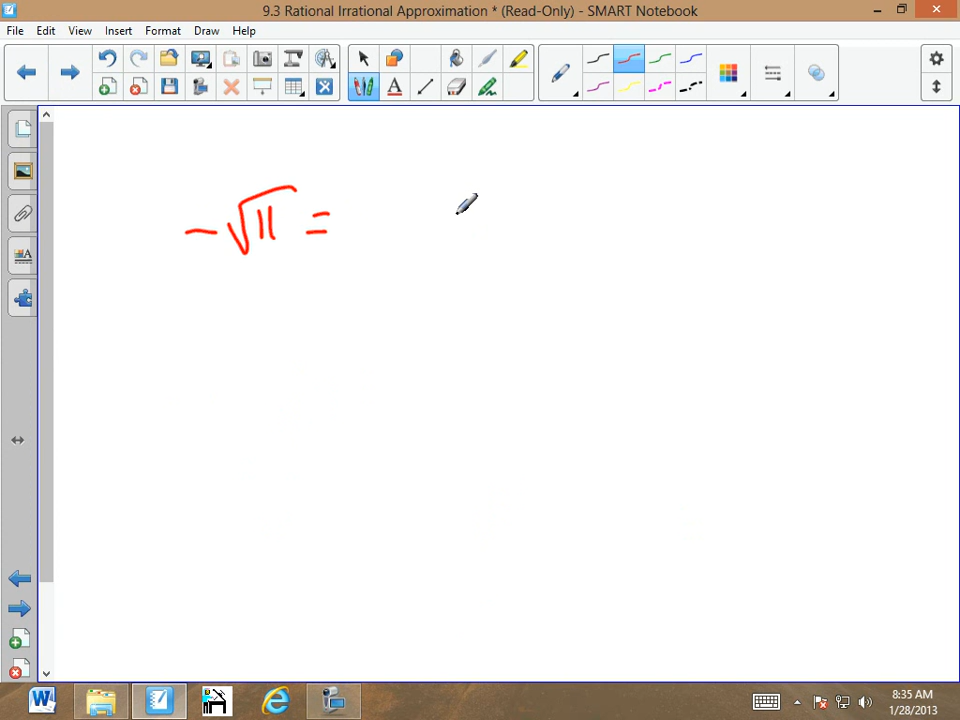 9.3 Rational Irrational Approximation * (Read-Only) - SMART Notebook
File Edit View Insert Format Draw Help
-√11 =
8:35 AM
1/28/2013